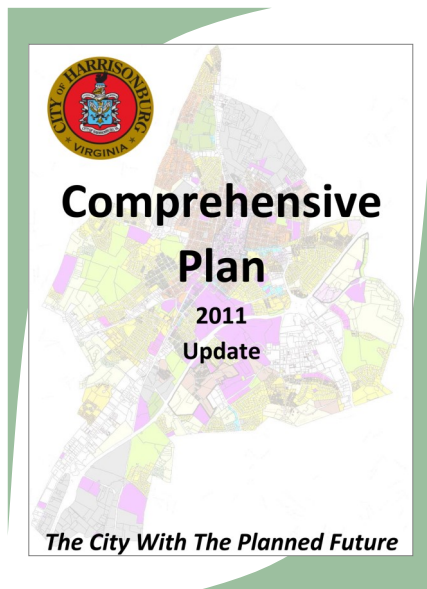 CITY OF HARRISONBURG
VIRGINIA
Comprehensive
Plan
2011
Update
The City With The Planned Future